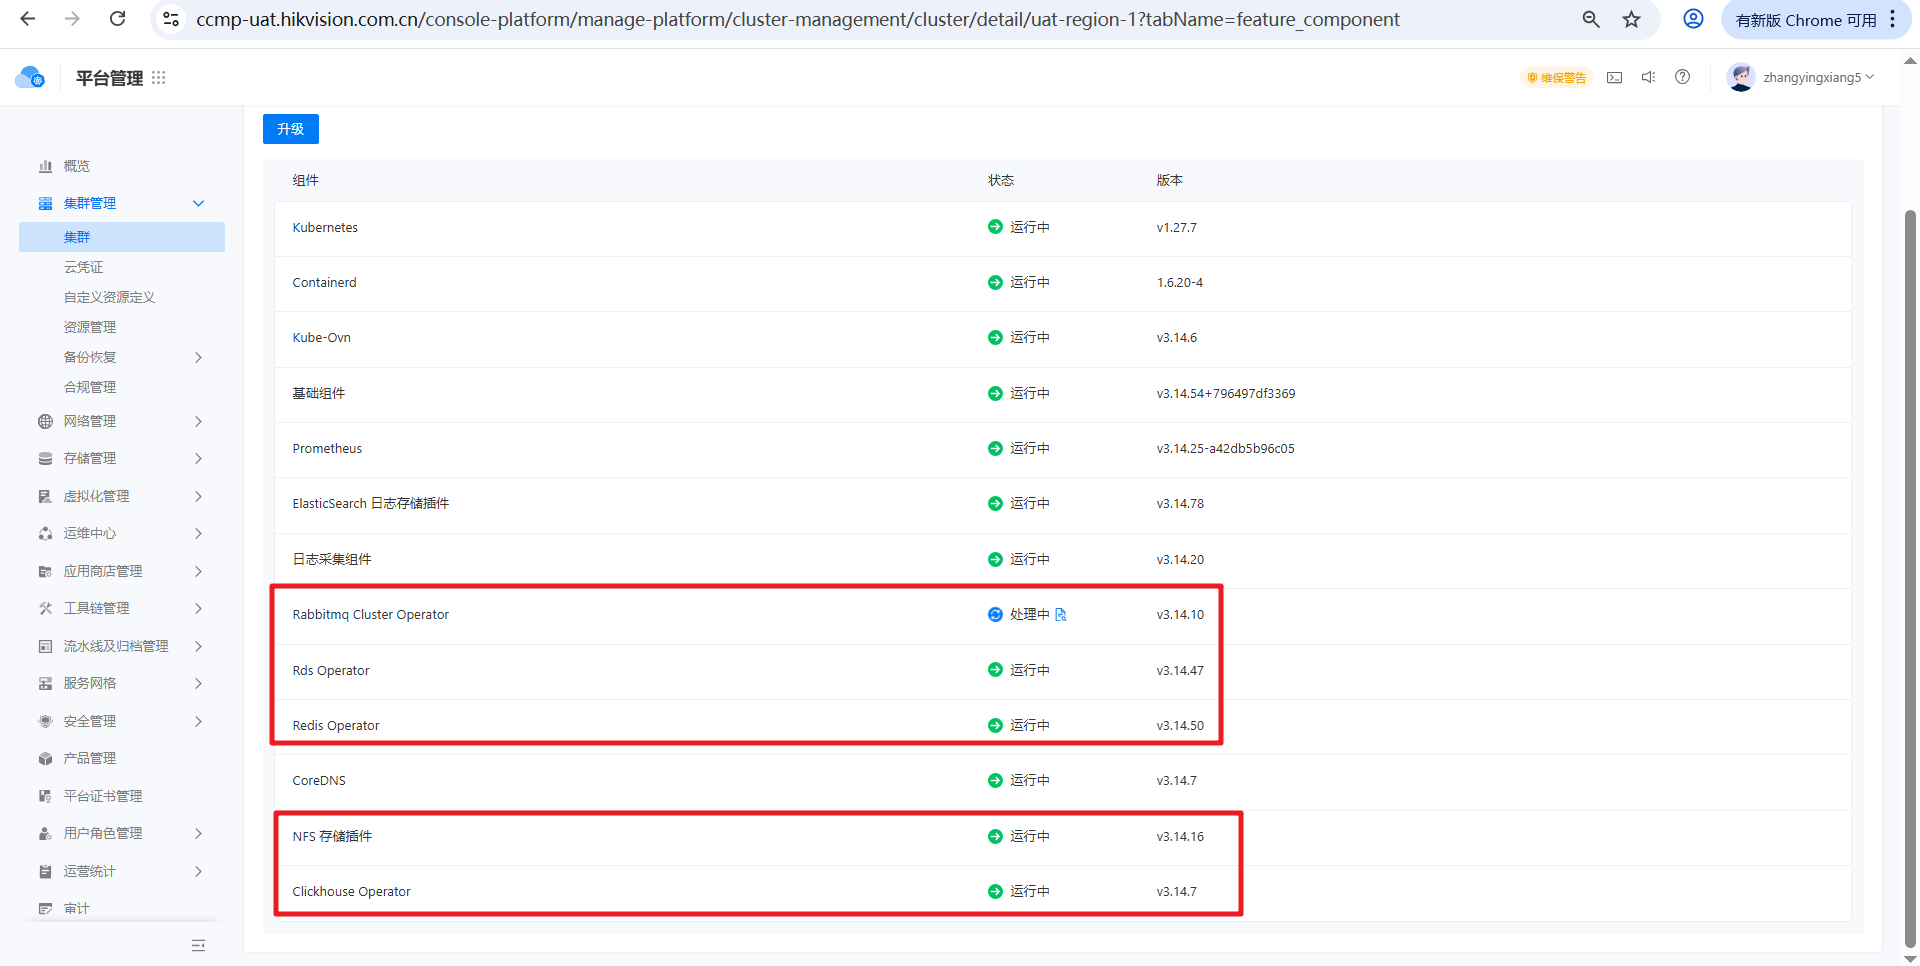 ccmp-uat.hikvision.com.cn/console-platform/manage-platform/cluster-management/cluster/detail/uat-region-1?tabName=feature_component
有新版 Chrome 可用
平台管理
维保警告
zhangyingxiang5
概览
集群管理
集群
云凭证
自定义资源定义
资源管理
备份恢复
合规管理
网络管理
存储管理
虚拟化管理
运维中心
应用商店管理
工具链管理
流水线及归档管理
服务网格
安全管理
产品管理
平台证书管理
用户角色管理
运营统计
审计
升级
组件 状态 版本
Kubernetes 运行中 v1.27.7
Containerd 运行中 1.6.20-4
Kube-Ovn 运行中 v3.14.6
基础组件 运行中 v3.14.54+796497df3369
Prometheus 运行中 v3.14.25-a42db5b96c05
ElasticSearch 日志存储插件 运行中 v3.14.78
日志采集组件 运行中 v3.14.20
Rabbitmq Cluster Operator 处理中 v3.14.10
Rds Operator 运行中 v3.14.47
Redis Operator 运行中 v3.14.50
CoreDNS 运行中 v3.14.7
NFS 存储插件 运行中 v3.14.16
Clickhouse Operator 运行中 v3.14.7